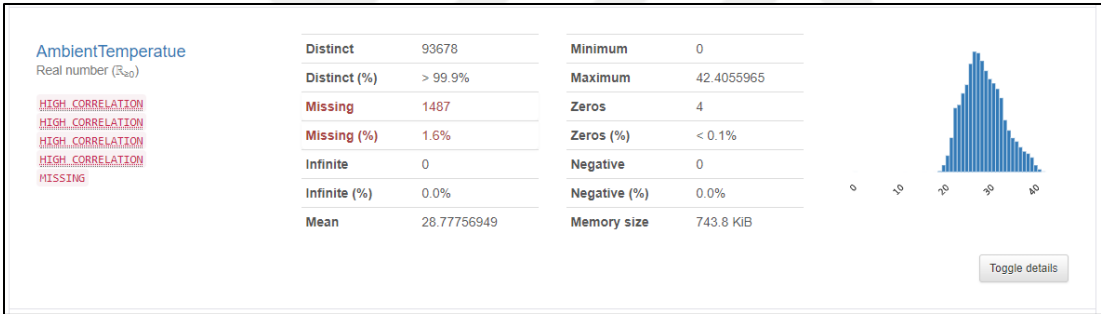 AmbientTemperatue
Real number (ℝ≥0)
HIGH CORRELATION
HIGH CORRELATION
HIGH CORRELATION
HIGH CORRELATION
MISSING
Distinct 93678
Distinct (%) > 99.9%
Missing 1487
Missing (%) 1.6%
Infinite 0
Infinite (%) 0.0%
Mean 28.77756949
Minimum 0
Maximum 42.4055965
Zeros 4
Zeros (%) < 0.1%
Negative 0
Negative (%) 0.0%
Memory size 743.8 KiB
0 10 20 30 40
Toggle details